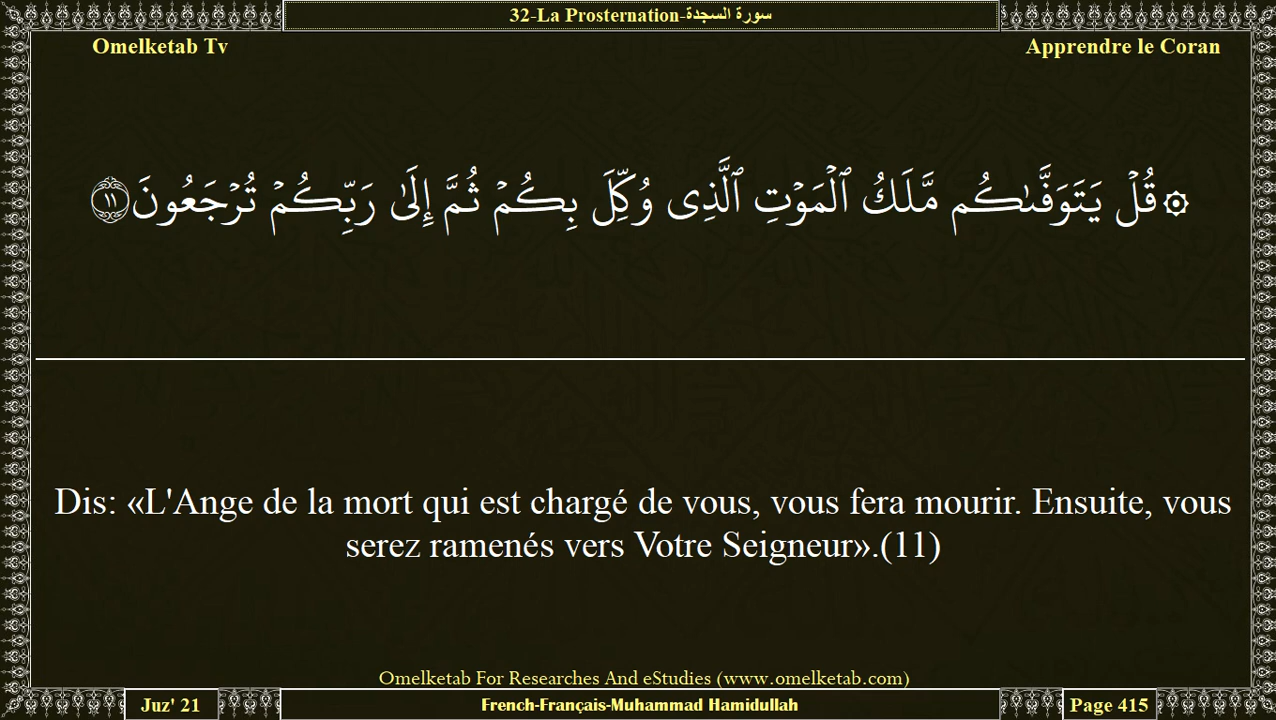 32-La Prosternation-سورة السجدة
Omelketab Tv
Apprendre le Coran
۞ قُلۡ يَتَوَفَّىٰكُم مَّلَكُ ٱلۡمَوۡتِ ٱلَّذِى وُكِّلَ بِكُمۡ ثُمَّ إِلَىٰ رَبِّكُمۡ تُرۡجَعُونَ ١١
Dis: «L'Ange de la mort qui est chargé de vous, vous fera mourir. Ensuite, vous
serez ramenés vers Votre Seigneur».(11)
Omelketab For Researches And eStudies (www.omelketab.com)
Juz' 21
French-Français-Muhammad Hamidullah
Page 415